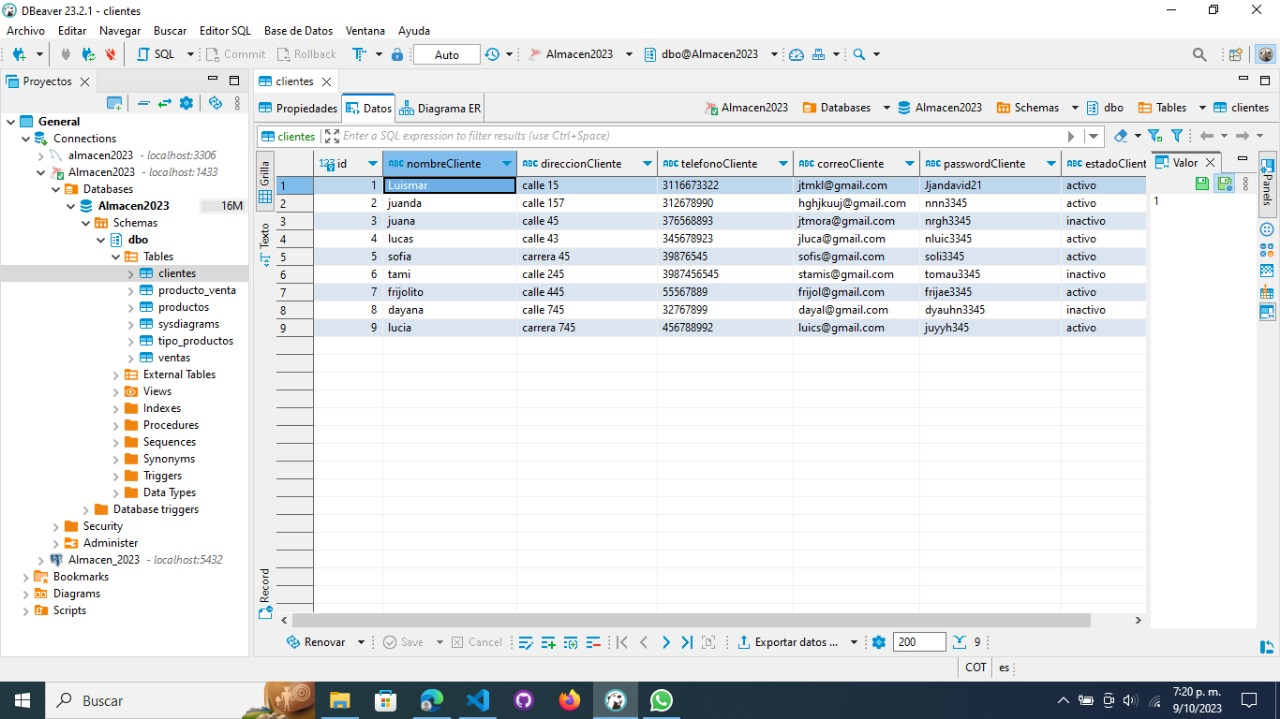 DBeaver 23.2.1 - clientes
Archivo Editar Navegar Buscar Editor SQL Base de Datos Ventana Ayuda
SQL Commit Rollback Auto Almacen2023 dbo@Almacen2023
Proyectos
clientes
Propiedades Datos Diagrama ER Almacen2023 Databases Almacen2023 Schemas dbo Tables clientes
clientes Enter a SQL expression to filter results (use Ctrl+Space)
General
Connections
almacen2023 - localhost:3306
Almacen2023 - localhost:1433
Databases
Almacen2023 16M
Schemas
dbo
Tables
clientes
producto_venta
productos
sysdiagrams
tipo_productos
ventas
External Tables
Views
Indexes
Procedures
Sequences
Synonyms
Triggers
Data Types
Database triggers
Security
Administer
Almacen_2023 - localhost:5432
Bookmarks
Diagrams
Scripts
Grilla
Texto
Record
123 id ABC nombreCliente ABC direccionCliente ABC telefonoCliente ABC correoCliente ABC passwordCliente ABC estadoClient
1 1 Luismar calle 15 3116673322 jtmkl@gmail.com Jjandavid21 activo
2 2 juanda calle 157 312678990 hghjkuuj@gmail.com nnn3345 activo
3 3 juana calle 45 376568893 jtmora@gmail.com nrgh3345 inactivo
4 4 lucas calle 43 345678923 jluca@gmail.com nluic3345 activo
5 5 sofia carrera 45 39876545 sofis@gmail.com soli3345 activo
6 6 tami calle 245 3987456545 stamis@gmail.com tomau3345 inactivo
7 7 frijolito calle 445 55567889 frijol@gmail.com frijae3345 activo
8 8 dayana calle 745 32767899 dayal@gmail.com dyauhn3345 inactivo
9 9 lucia carrera 745 456788992 luics@gmail.com juyyh345 activo
Valor
1
Panels
Renovar Save Cancel Exportar datos ... 200 9
COT es
Buscar
7:20 p. m.
9/10/2023